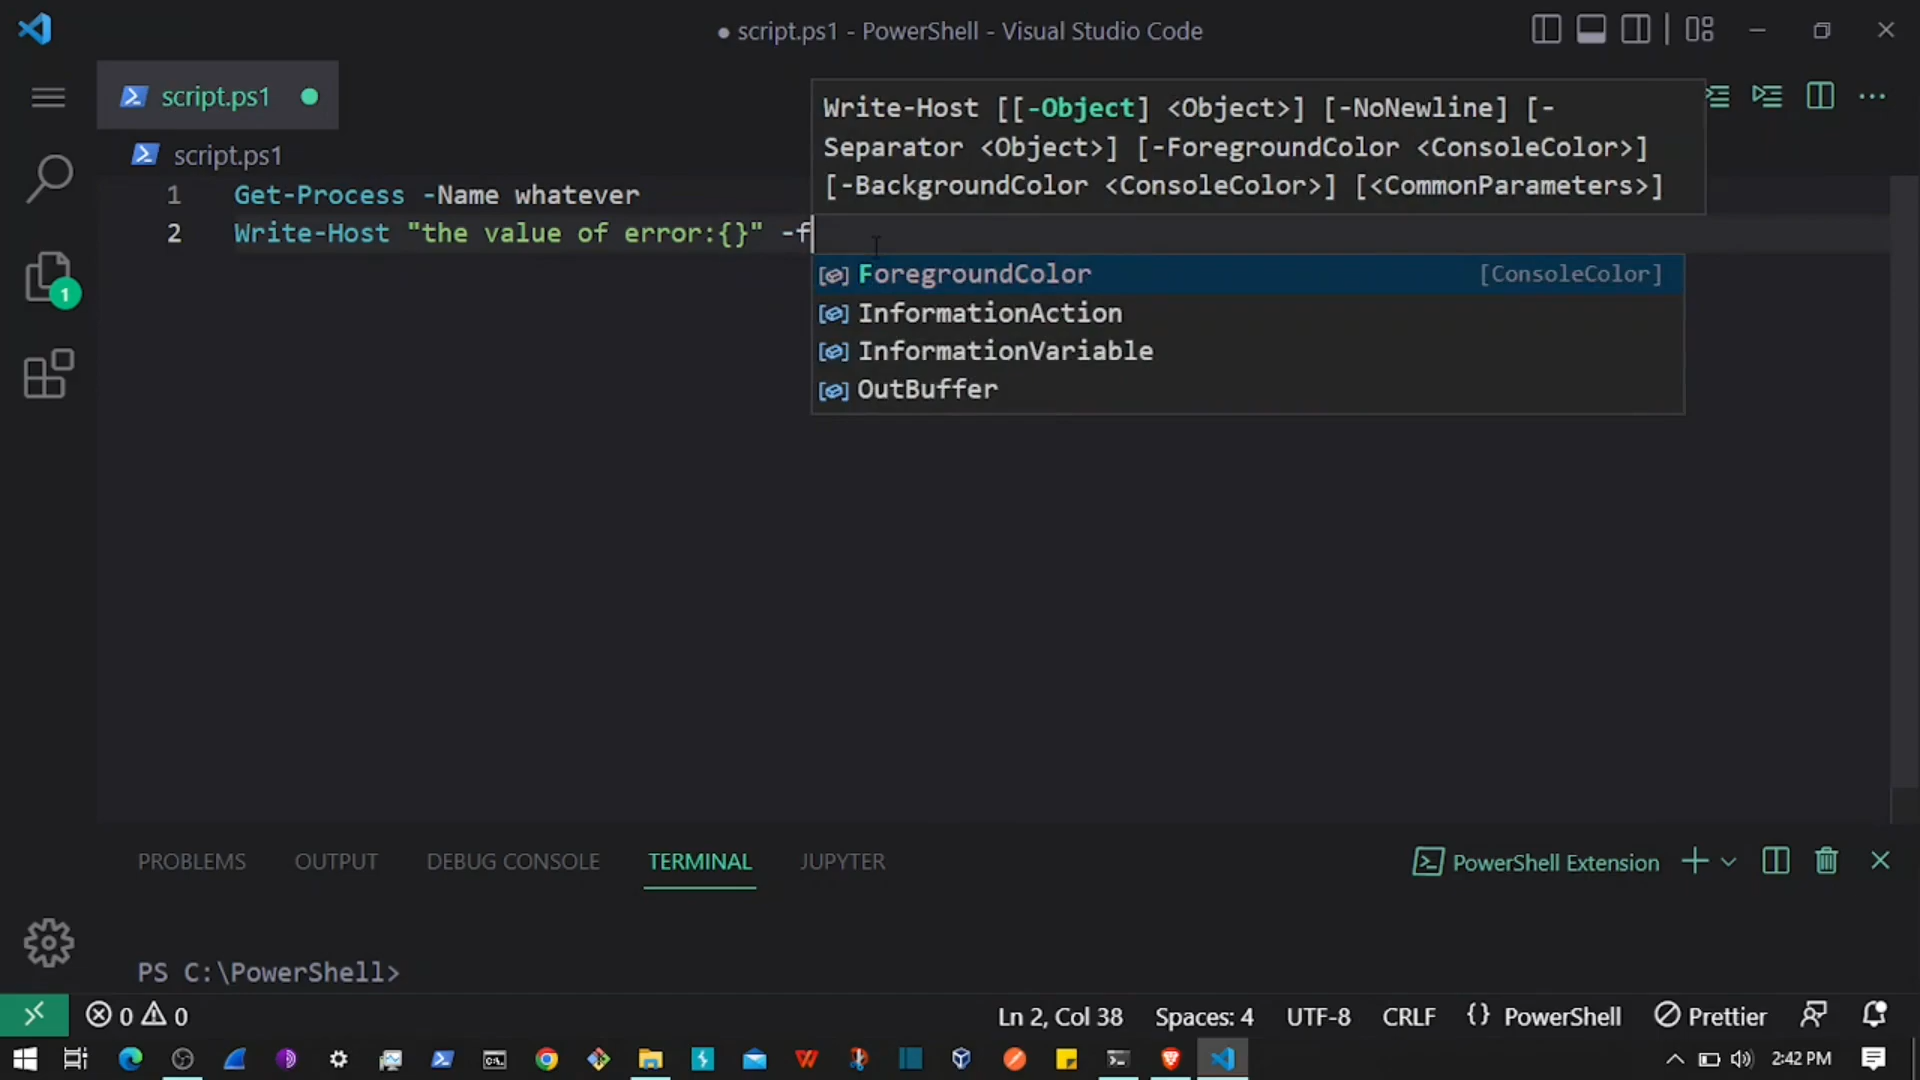 ● script.ps1 - PowerShell - Visual Studio Code
script.ps1
script.ps1
Write-Host [[-Object] <Object>] [-NoNewline] [-
Separator <Object>] [-ForegroundColor <ConsoleColor>]
[-BackgroundColor <ConsoleColor>] [<CommonParameters>]
1 Get-Process -Name whatever
2 Write-Host "the value of error:{}" -f
ForegroundColor [ConsoleColor]
InformationAction
InformationVariable
OutBuffer
1
PROBLEMS OUTPUT DEBUG CONSOLE TERMINAL JUPYTER PowerShell Extension
PS C:\PowerShell>
0 0 Ln 2, Col 38 Spaces: 4 UTF-8 CRLF {} PowerShell Prettier
2:42 PM